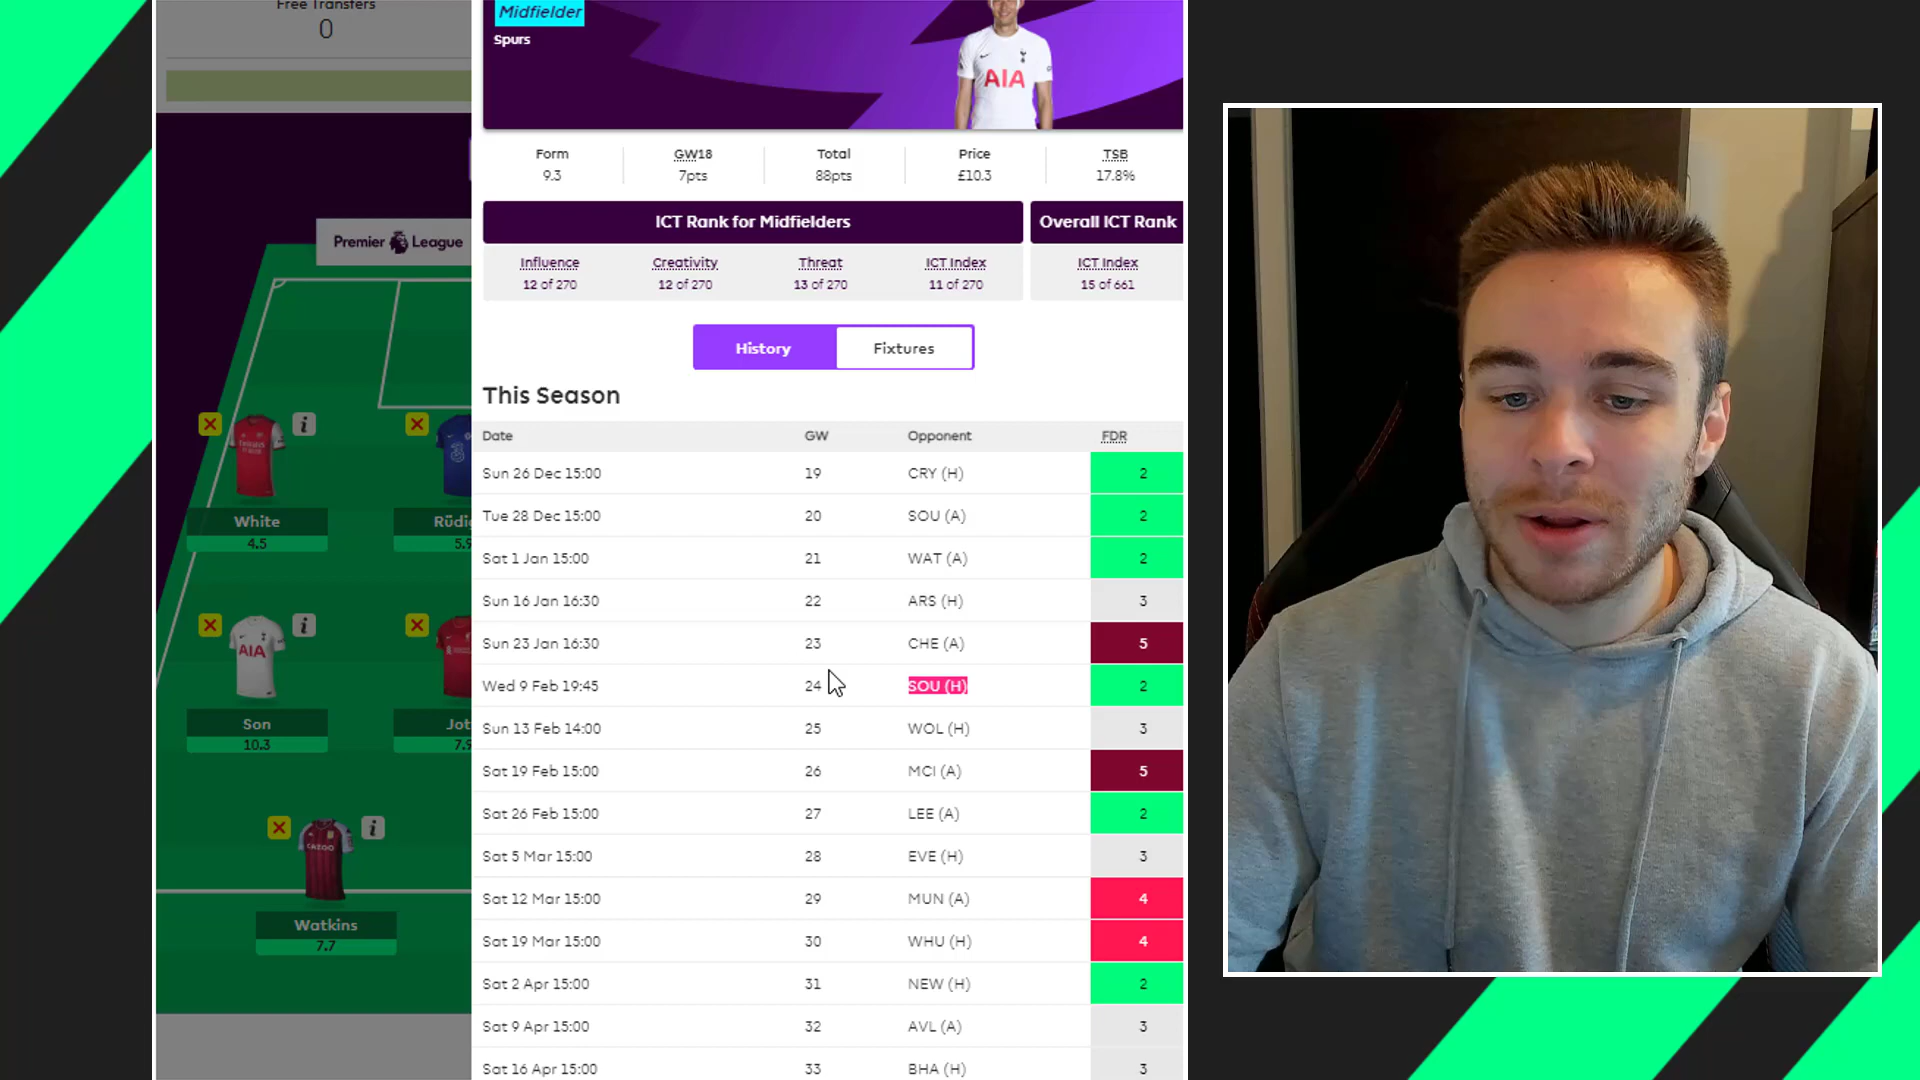 Free Transfers
0
Midfielder
Spurs
AIA
Form GW18 Total Price TSB
9.3 7pts 88pts £10.3 17.8%
ICT Rank for Midfielders Overall ICT Rank
Influence Creativity Threat ICT Index ICT Index
12 of 270 12 of 270 13 of 270 11 of 270 15 of 661
History Fixtures
This Season
Date GW Opponent FDR
Sun 26 Dec 15:00 19 CRY (H) 2
Tue 28 Dec 15:00 20 SOU (A) 2
Sat 1 Jan 15:00 21 WAT (A) 2
Sun 16 Jan 16:30 22 ARS (H) 3
Sun 23 Jan 16:30 23 CHE (A) 5
Wed 9 Feb 19:45 24 SOU (H) 2
Sun 13 Feb 14:00 25 WOL (H) 3
Sat 19 Feb 15:00 26 MCI (A) 5
Sat 26 Feb 15:00 27 LEE (A) 2
Sat 5 Mar 15:00 28 EVE (H) 3
Sat 12 Mar 15:00 29 MUN (A) 4
Sat 19 Mar 15:00 30 WHU (H) 4
Sat 2 Apr 15:00 31 NEW (H) 2
Sat 9 Apr 15:00 32 AVL (A) 3
Sat 16 Apr 15:00 33 BHA (H) 3
Premier League
White Rüdi
4.5 5.9
AIA
Son Jot
10.3 7.9
CAZOO
Watkins
7.7